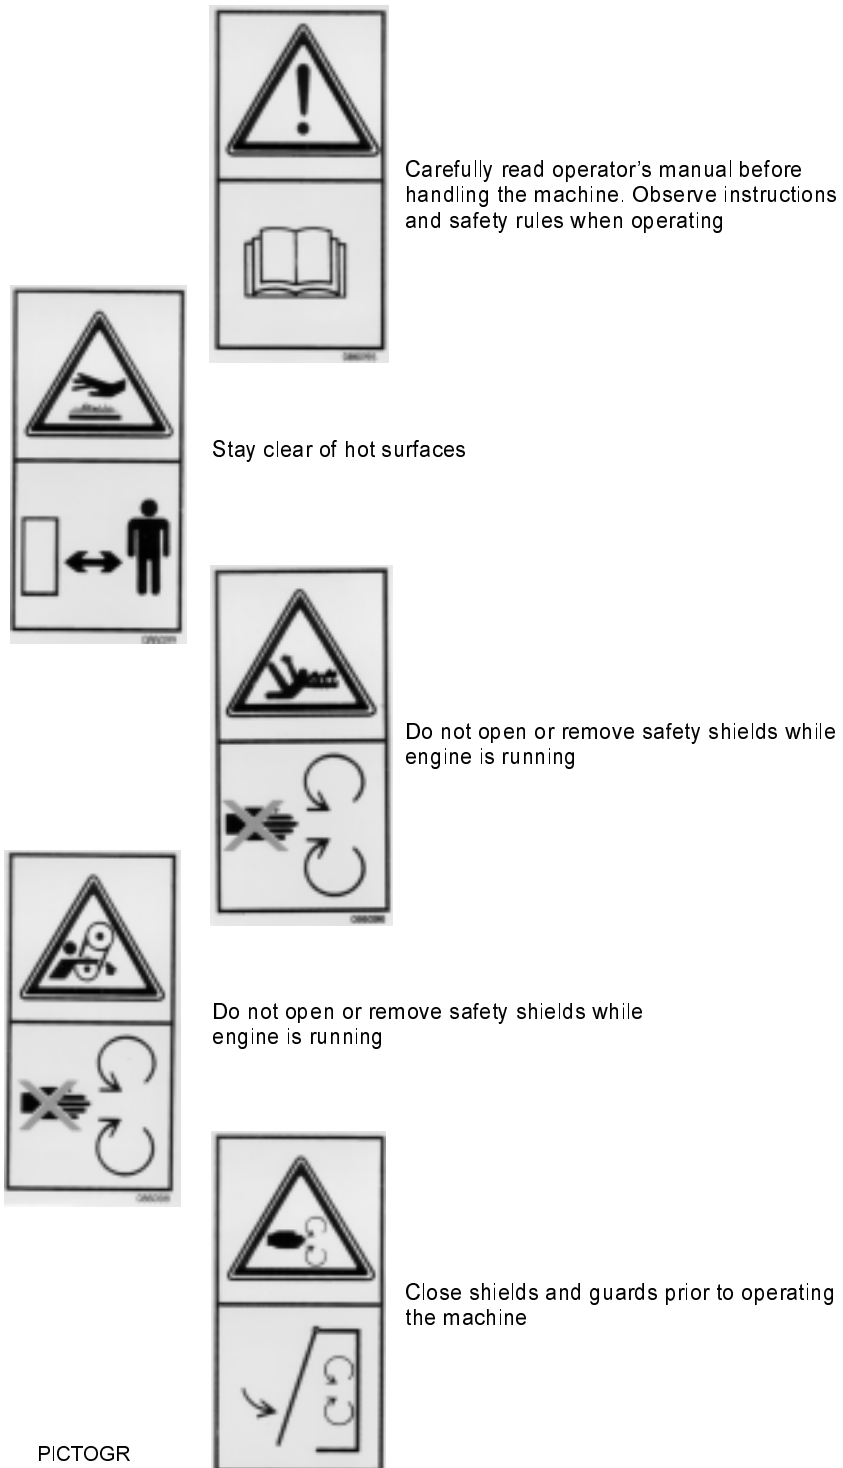 Carefully read operator's manual before
handling the machine. Observe instructions
and safety rules when operating
Stay clear of hot surfaces
Do not open or remove safety shields while
engine is running
Do not open or remove safety shields while
engine is running
Close shields and guards prior to operating
the machine
PICTOGR